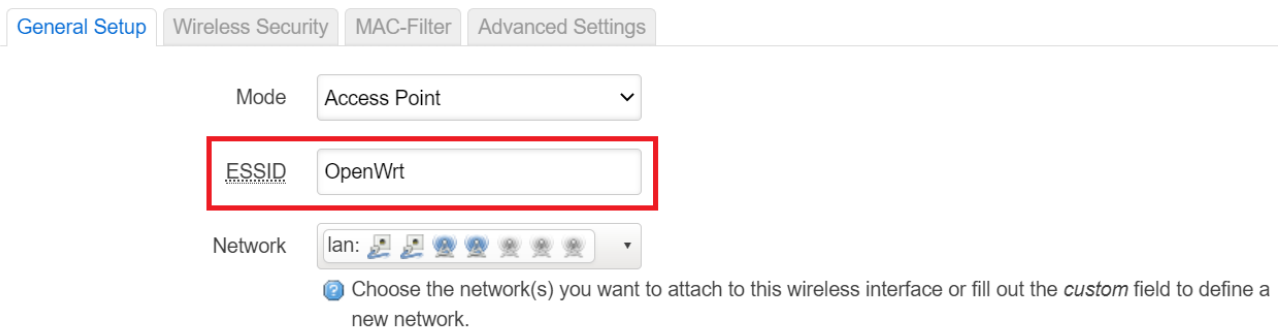 General Setup Wireless Security MAC-Filter Advanced Settings
Mode Access Point
ESSID OpenWrt
Network lan:
Choose the network(s) you want to attach to this wireless interface or fill out the custom field to define a
new network.